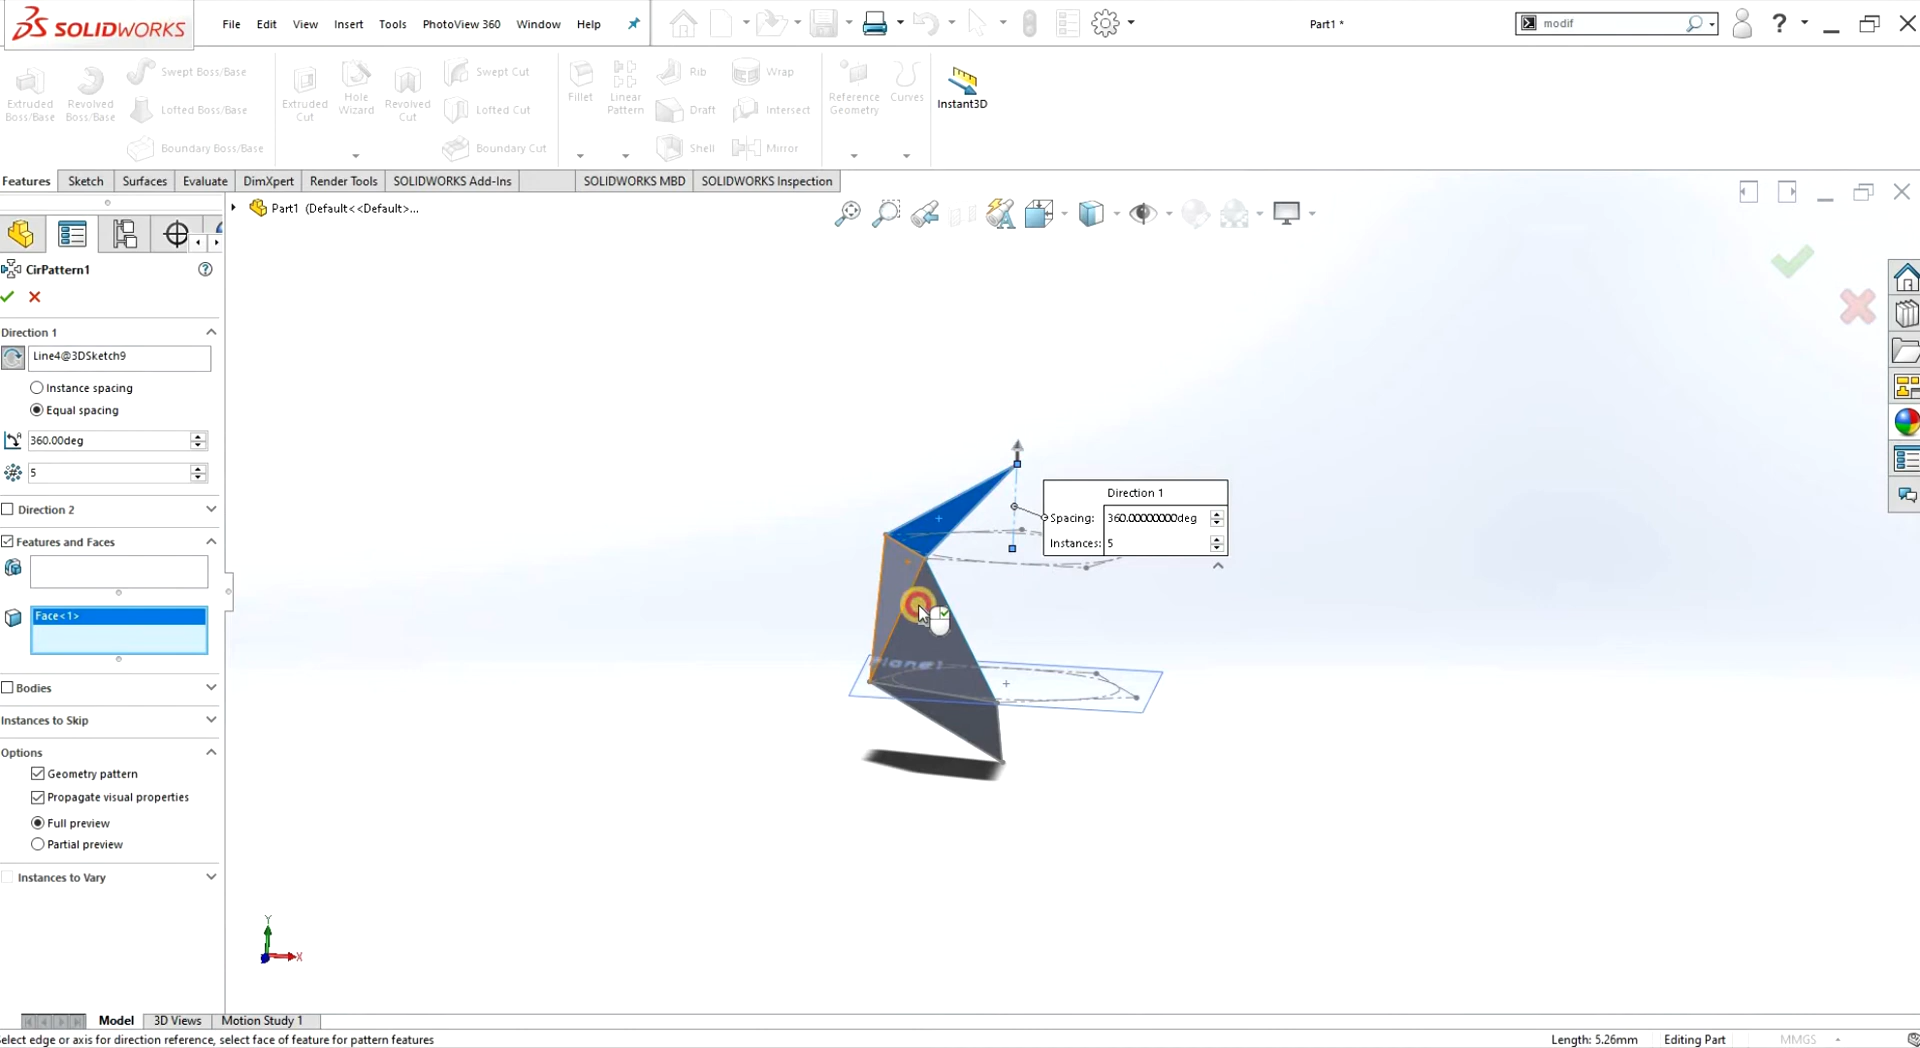 SOLIDWORKS
File
Edit
View
Insert
Tools
PhotoView 360
Window
Help
Part1 *
modif
?
Extruded
Boss/Base
Revolved
Boss/Base
Swept Boss/Base
Lofted Boss/Base
Boundary Boss/Base
Extruded
Cut
Hole
Wizard
Revolved
Cut
Swept Cut
Lofted Cut
Boundary Cut
Fillet
Linear
Pattern
Rib
Draft
Shell
Wrap
Intersect
Mirror
Reference
Geometry
Curves
Instant3D
Features
Sketch
Surfaces
Evaluate
DimXpert
Render Tools
SOLIDWORKS Add-Ins
SOLIDWORKS MBD
SOLIDWORKS Inspection
Part1 (Default<<Default>...
CirPattern1
?
Direction 1
Line4@3DSketch9
Instance spacing
Equal spacing
360.00deg
5
Direction 2
Features and Faces
Face<1>
Bodies
Instances to Skip
Options
Geometry pattern
Propagate visual properties
Full preview
Partial preview
Instances to Vary
Direction 1
Spacing: 360.00000000deg
Instances: 5
Plane1
Y
X
Model
3D Views
Motion Study 1
Select edge or axis for direction reference, select face of feature for pattern features
Length: 5.26mm
Editing Part
MMGS